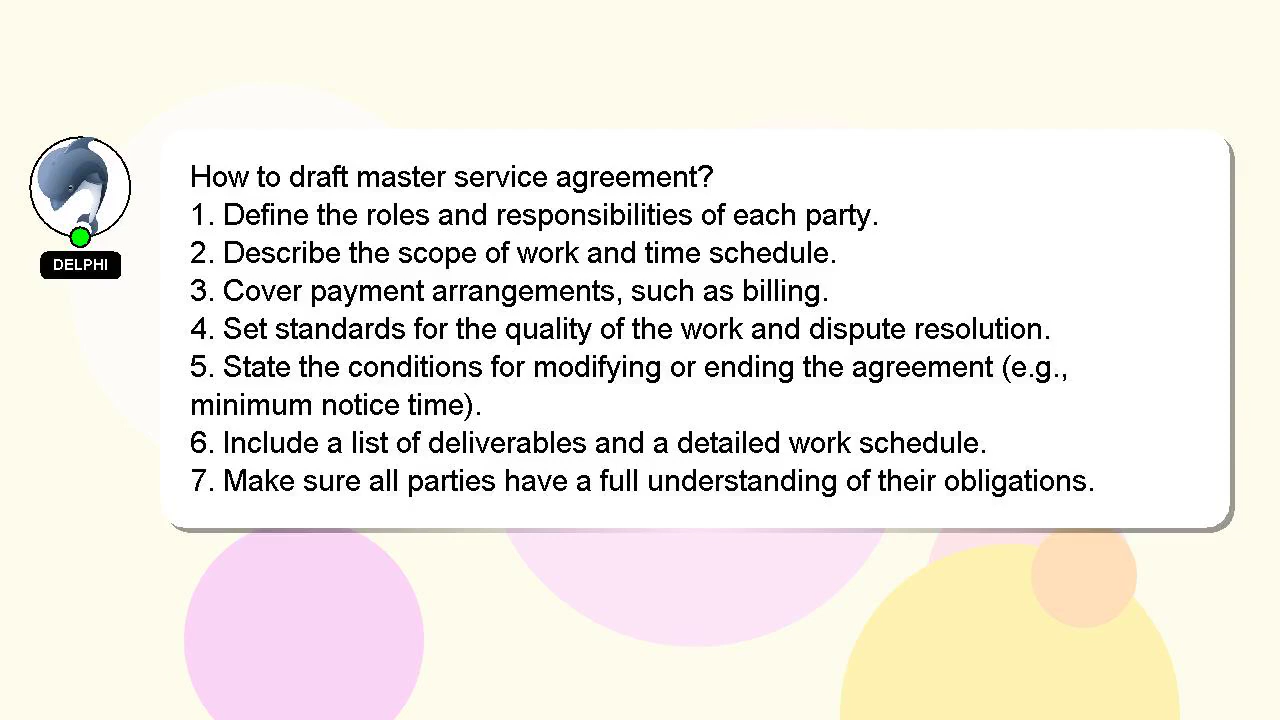 How to draft master service agreement?
1. Define the roles and responsibilities of each party.
2. Describe the scope of work and time schedule.
3. Cover payment arrangements, such as billing.
4. Set standards for the quality of the work and dispute resolution.
5. State the conditions for modifying or ending the agreement (e.g.,
minimum notice time).
6. Include a list of deliverables and a detailed work schedule.
7. Make sure all parties have a full understanding of their obligations.
DELPHI